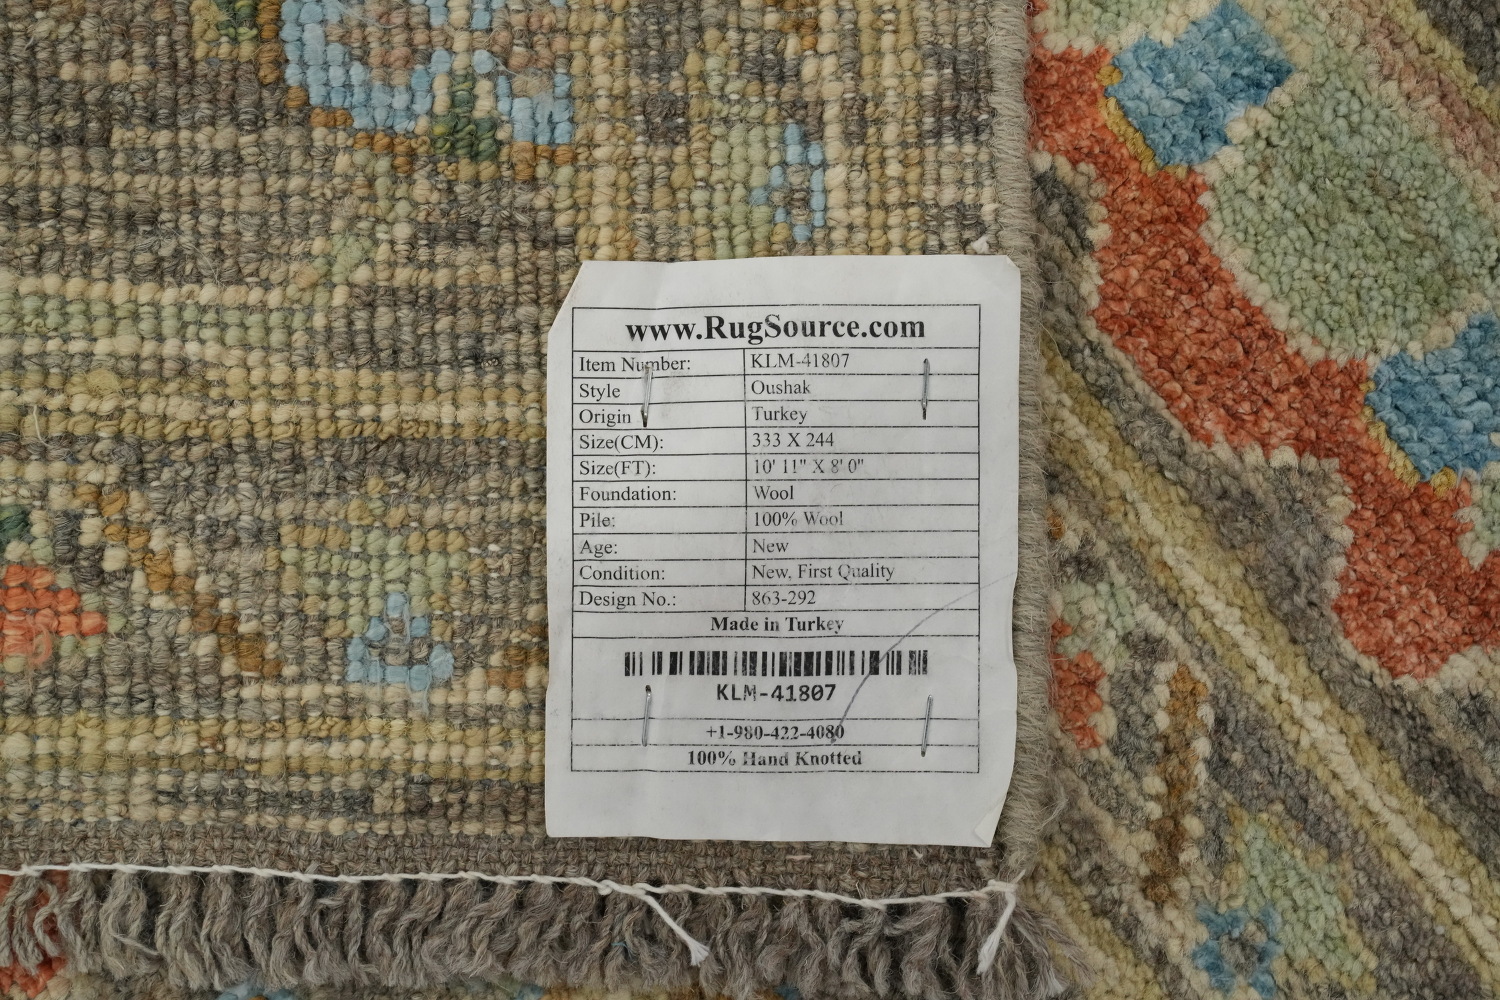 www.RugSource.com
Item Number: KLM-41807
Style Oushak
Origin Turkey
Size(CM): 333 X 244
Size(FT): 10' 11" X 8' 0"
Foundation: Wool
Pile: 100% Wool
Age: New
Condition: New, First Quality
Design No.: 863-292
Made in Turkey
KLM-41807
+1-980-422-4080
100% Hand Knotted